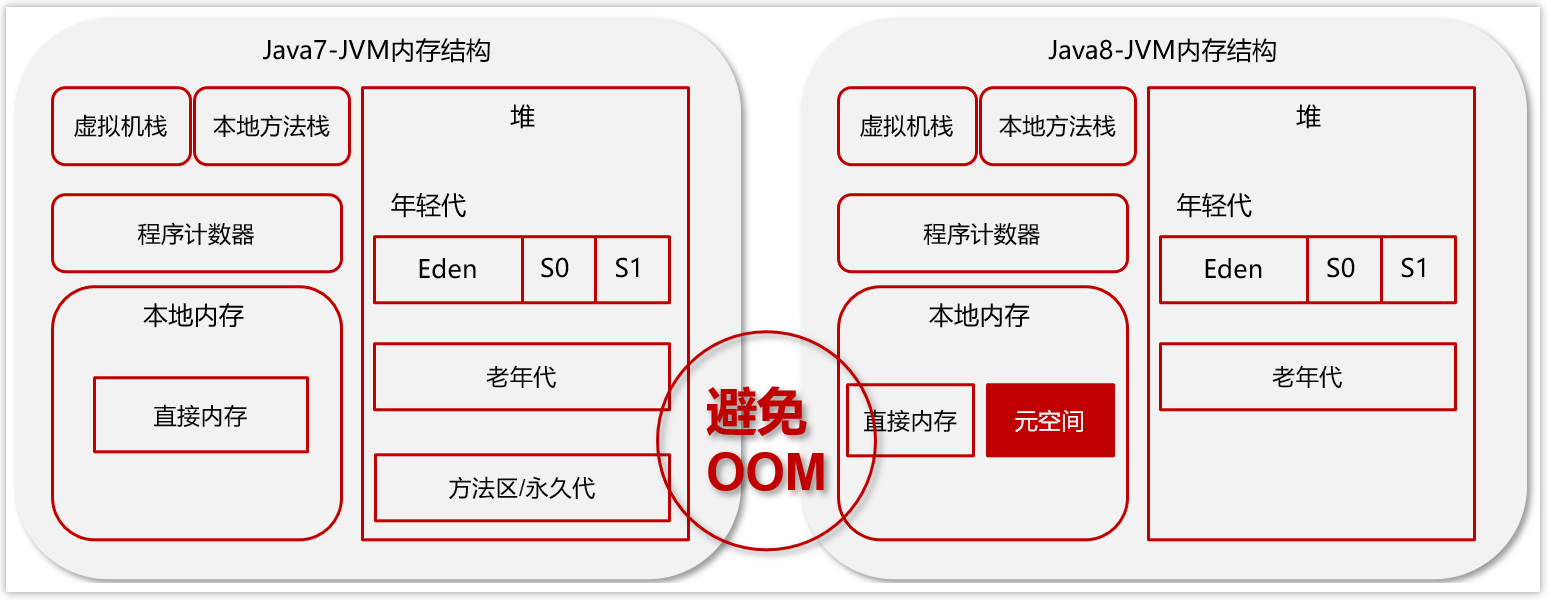 Java7-JVM内存结构
虚拟机栈
本地方法栈
堆
程序计数器
年轻代
Eden
S0
S1
本地内存
直接内存
老年代
方法区/永久代
避免
OOM
Java8-JVM内存结构
虚拟机栈
本地方法栈
堆
程序计数器
年轻代
Eden
S0
S1
本地内存
直接内存
元空间
老年代